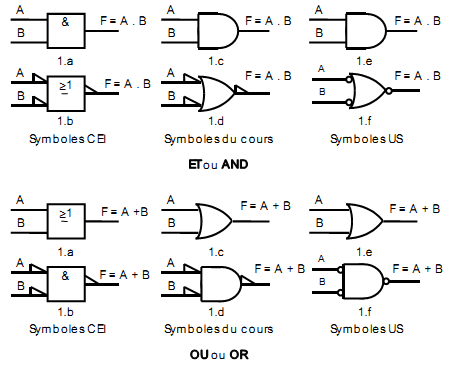 A F = A . B A F = A . B A F = A . B
B & B B
1.a 1.c 1.e
A F = A . B A F = A . B A F = A . B
B ≥1 B B
1.b 1.d 1.f
Symboles CEI Symboles du cours Symboles US
ET ou AND
A F = A +B A F = A + B A F = A + B
B ≥1 B B
1.a 1.c 1.e
A F = A + B A F = A + B A F = A + B
B & B B
1.b 1.d 1.f
Symboles CEI Symboles du cours Symboles US
OU ou OR